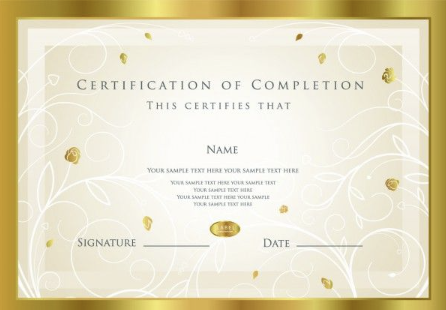 Certification of Completion
This certifies that
Name
Your sample text here your sample text here
Your sample text here your sample text here
Your sample text here
Your sample text here your sample
Your sample text here
LABEL
Signature
Date